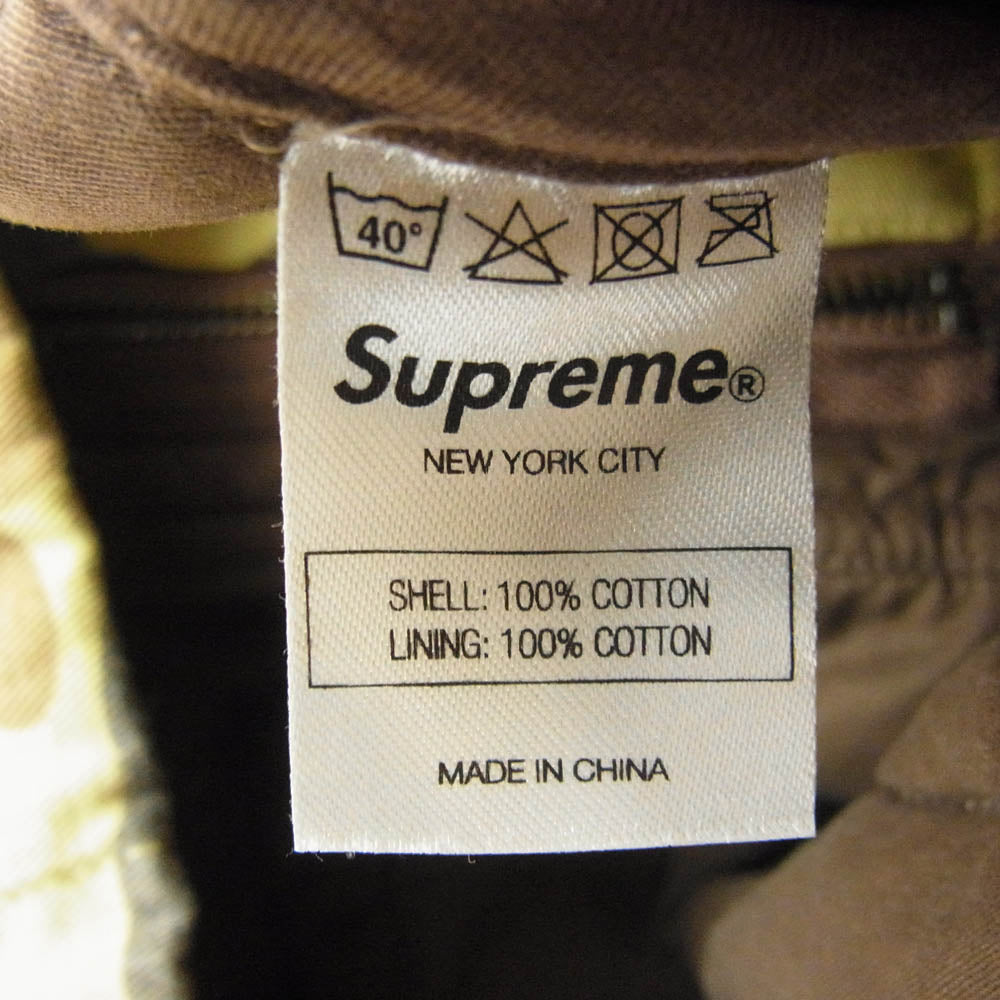 40°
Supreme®
NEW YORK CITY
SHELL: 100% COTTON
LINING: 100% COTTON
MADE IN CHINA